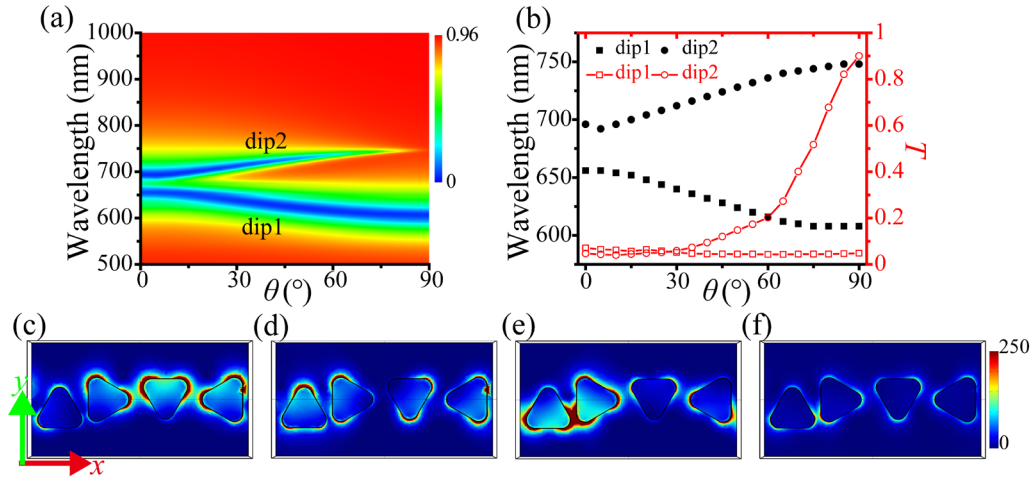 (a)
1000
900
800
700
600
500
Wavelength (nm)
dip2
dip1
0
30
60
90
θ (°)
0.96
0
(b)
750
700
650
600
Wavelength (nm)
dip1 dip2
dip1 dip2
0
30
60
90
θ (°)
1
0.8
0.6
0.4
0.2
0
T
(c)
(d)
(e)
(f)
y
x
250
0